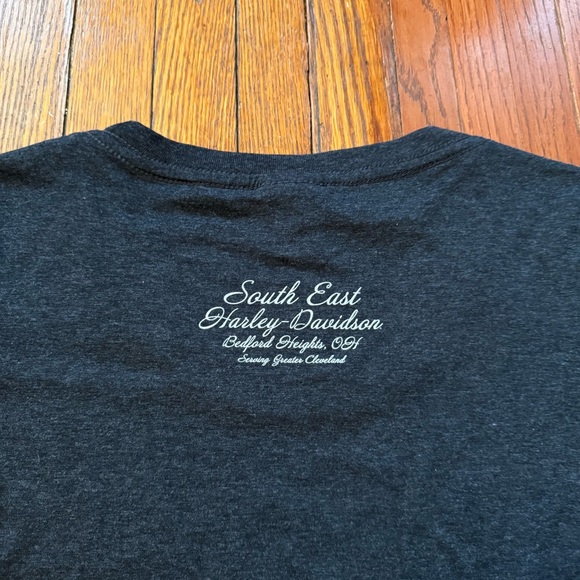 South East
Harley-Davidson
Bedford Heights, OH
Serving Greater Cleveland